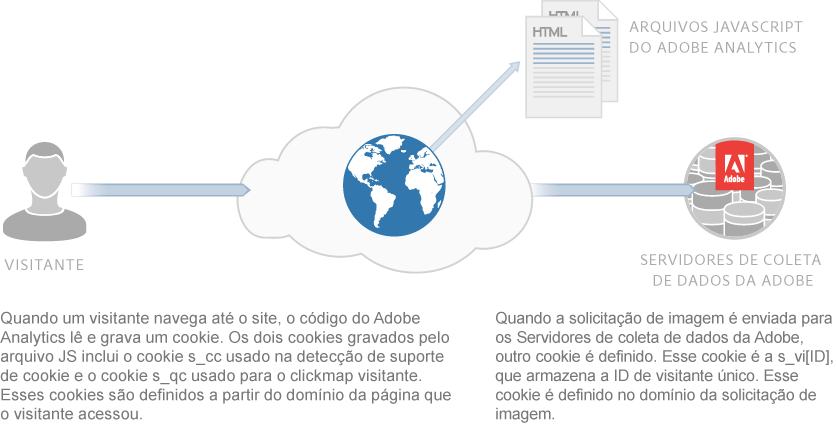 HTML
HTML
ARQUIVOS JAVASCRIPT
DO ADOBE ANALYTICS
Adobe
VISITANTE
SERVIDORES DE COLETA
DE DADOS DA ADOBE
Quando um visitante navega até o site, o código do Adobe
Analytics lê e grava um cookie. Os dois cookies gravados pelo
arquivo JS inclui o cookie s_cc usado na detecção de suporte
de cookie e o cookie s_qc usado para o clickmap visitante.
Esses cookies são definidos a partir do domínio da página que
o visitante acessou.
Quando a solicitação de imagem é enviada para
os Servidores de coleta de dados da Adobe,
outro cookie é definido. Esse cookie é a s_vi[ID],
que armazena a ID de visitante único. Esse
cookie é definido no domínio da solicitação de
imagem.